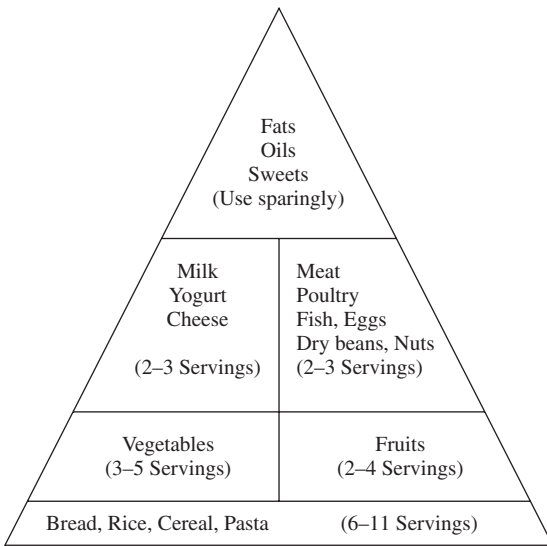 Fats
Oils
Sweets
(Use sparingly)
Milk
Yogurt
Cheese
(2–3 Servings)
Meat
Poultry
Fish, Eggs
Dry beans, Nuts
(2–3 Servings)
Vegetables
(3–5 Servings)
Fruits
(2–4 Servings)
Bread, Rice, Cereal, Pasta (6–11 Servings)